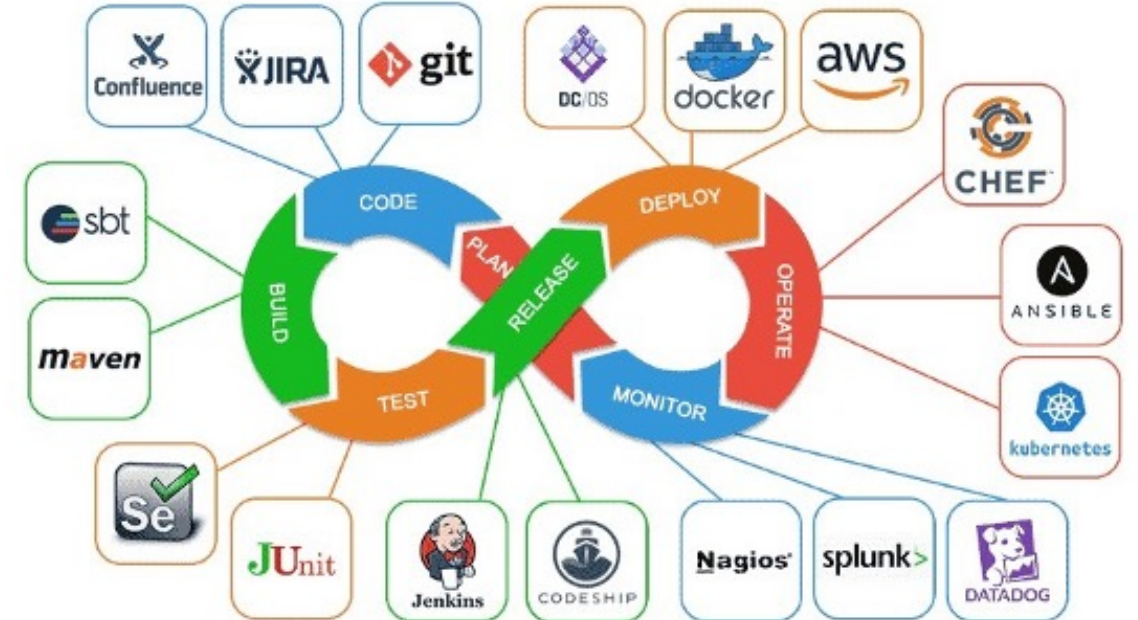 Confluence
JIRA
git
DC/OS
docker
aws
CHEF
sbt
CODE
DEPLOY
PLAN
RELEASE
BUILD
OPERATE
ANSIBLE
maven
TEST
MONITOR
kubernetes
Se
JUnit
Jenkins
CODESHIP
Nagios®
splunk>
DATADOG